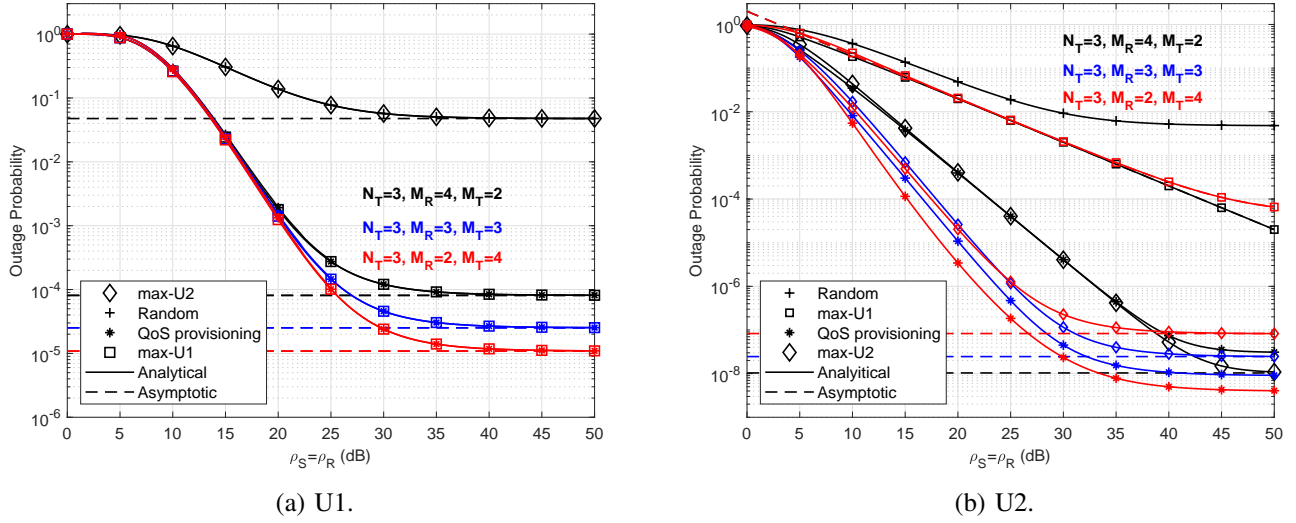 10^0
10^-1
10^-2
10^-3
10^-4
10^-5
10^-6
Outage Probability
N_T=3, M_R=4, M_T=2
N_T=3, M_R=3, M_T=3
N_T=3, M_R=2, M_T=4
max-U2
Random
QoS provisioning
max-U1
Analytical
Asymptotic
0 5 10 15 20 25 30 35 40 45 50
ρ_S=ρ_R (dB)
(a) U1.
10^0
10^-2
10^-4
10^-6
10^-8
Outage Probability
N_T=3, M_R=4, M_T=2
N_T=3, M_R=3, M_T=3
N_T=3, M_R=2, M_T=4
Random
max-U1
QoS provisioning
max-U2
Analyitical
Asymptotic
0 5 10 15 20 25 30 35 40 45 50
ρ_S=ρ_R (dB)
(b) U2.